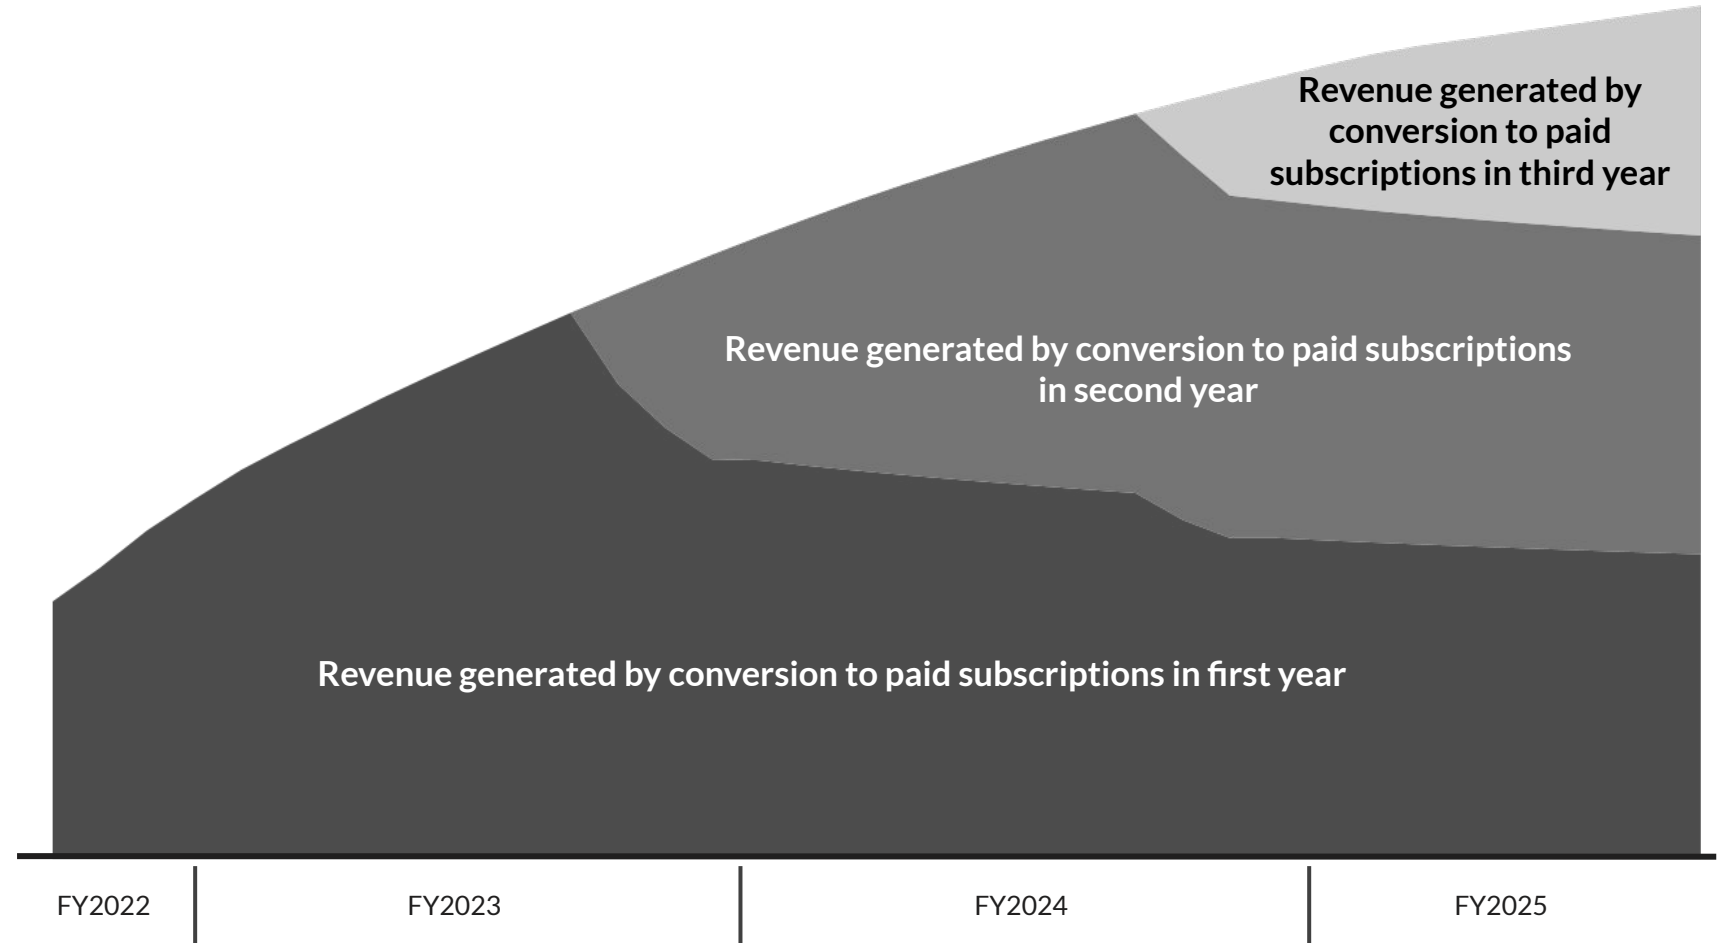 Revenue generated by
conversion to paid
subscriptions in third year
Revenue generated by conversion to paid subscriptions
in second year
Revenue generated by conversion to paid subscriptions in first year
FY2022
FY2023
FY2024
FY2025